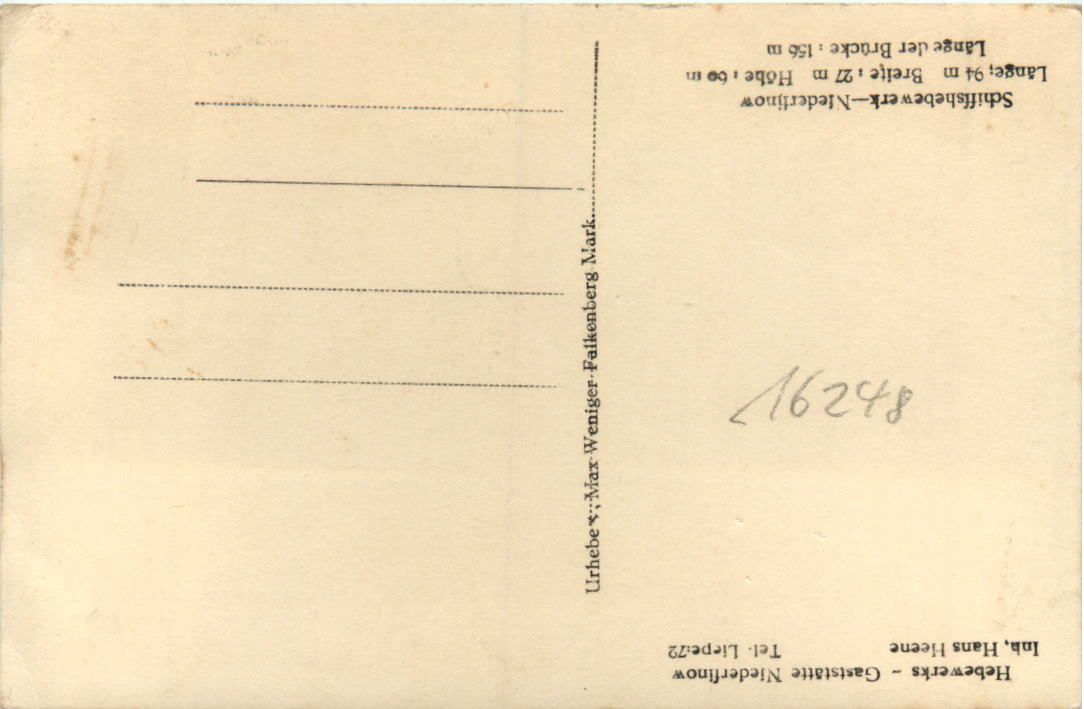 Hebewerks - Gaststätte Niederfinow
Inh, Hans Heene Tel. Liepe:72
16248
Schiffshebewerk—Niederfinow
Länge; 94 m Breite : 27 m Höhe : 60 m
Länge der Brücke : 156 m
Urheber: Max Weniger-Falkenberg-Mark.